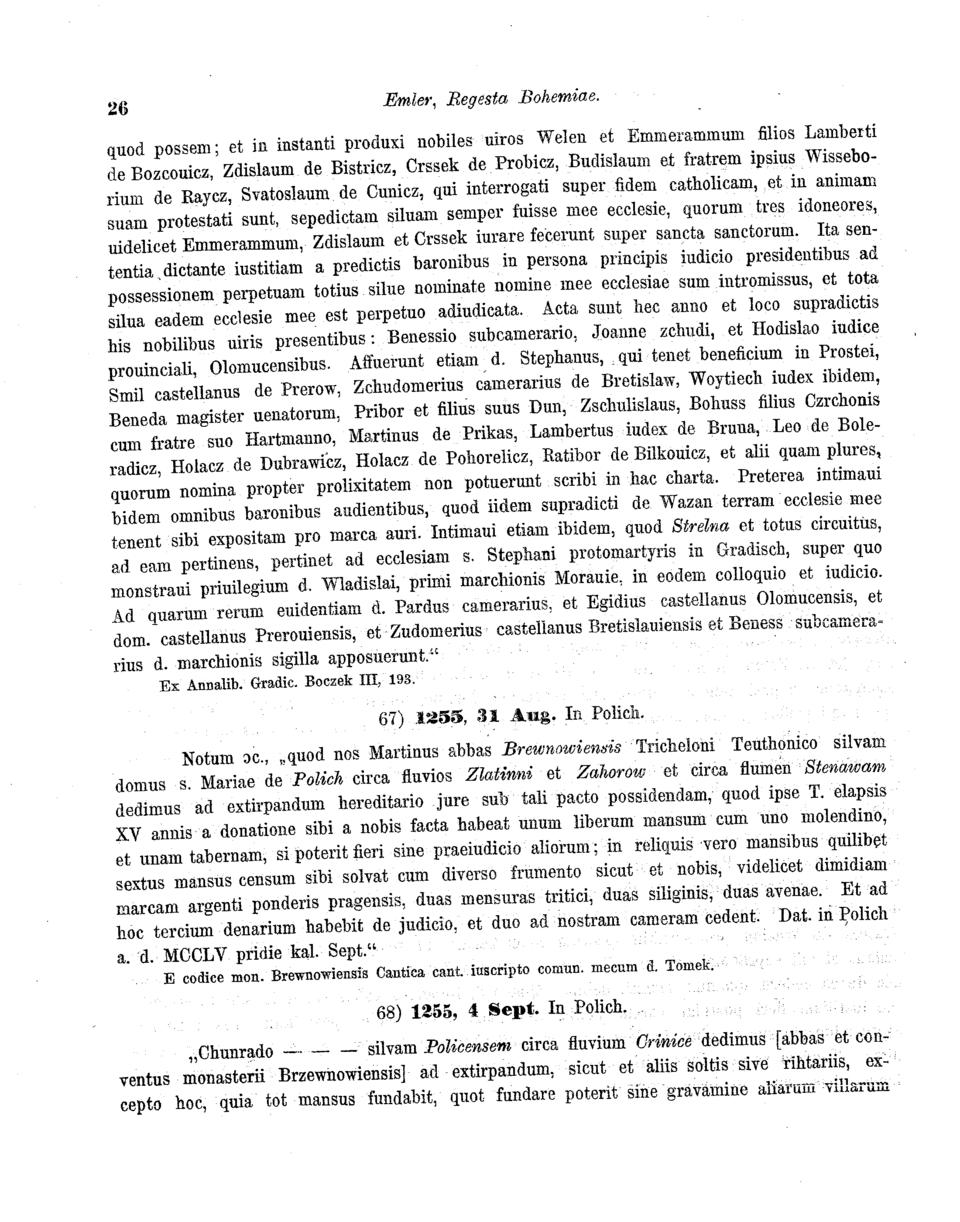 26
Emler, Regesta Bohemiae.
quod possem; et in instanti produxi nobiles uiros Welen et Emmerammum filios Lamberti
de Bozcouicz, Zdislaum de Bistricz, Crssek de Probicz, Budislaum et fratrem ipsius Wissebo-
rium de Raycz, Svatoslaum de Cunicz, qui interrogati super fidem catholicam, et in animam
suam protestati sunt, sepedictam siluam semper fuisse mee ecclesie, quorum tres idoneores,
uidelicet Emmerammum, Zdislaum et Crssek iurare fecerunt super sancta sanctorum. Ita sen-
tentia dictante iustitiam a predictis baronibus in persona principis iudicio presidentibus ad
possessionem perpetuam totius silue nominate nomine mee ecclesiae sum intromissus, et tota
silua eadem ecclesie mee est perpetuo adiudicata. Acta sunt hec anno et loco supradictis
his nobilibus uiris presentibus: Benessio subcamerario, Joanne zchudi, et Hodislao iudice
prouinciali, Olomucensibus. Affuerunt etiam d. Stephanus, qui tenet beneficium in Prostei,
Smil castellanus de Prerow, Zchudomerius camerarius de Bretislaw, Woytiech iudex ibidem,
Beneda magister uenatorum, Pribor et filius suus Dun, Zschulislaus, Bohuss filius Czrchonis
cum fratre suo Hartmanno, Martinus de Prikas, Lambertus iudex de Bruna, Leo de Bole-
radicz, Holacz de Dubrawicz, Holacz de Pohorelicz, Ratibor de Bilkouicz, et alii quam plures,
quorum nomina propter prolixitatem non potuerunt scribi in hac charta. Preterea intimaui
bidem omnibus baronibus audientibus, quod iidem supradicti de Wazan terram ecclesie mee
tenent sibi expositam pro marca auri. Intimaui etiam ibidem, quod Strelna et totus circuitus,
ad eam pertinens, pertinet ad ecclesiam s. Stephani protomartyris in Gradisch, super quo
monstraui priuilegium d. Wladislai, primi marchionis Morauie, in eodem colloquio et iudicio.
Ad quarum rerum euidentiam d. Pardus camerarius, et Egidius castellanus Olomucensis, et
dom. castellanus Prerouiensis, et Zudomerius castellanus Bretislauiensis et Beness subcamera-
rius d. marchionis sigilla apposuerunt.“
Ex Annalib. Gradic. Boczek III, 193.
67) 1255, 31 Aug. In Polich.
Notum ɔc., „quod nos Martinus abbas Brewnowiensis Tricheloni Teuthonico silvam
domus s. Mariae de Polich circa fluvios Zlatinni et Zahorow et circa flumen Stenawam
dedimus ad extirpandum hereditario jure sub tali pacto possidendam, quod ipse T. elapsis
XV annis a donatione sibi a nobis facta habeat unum liberum mansum cum uno molendino,
et unam tabernam, si poterit fieri sine praeiudicio aliorum; in reliquis vero mansibus quilibet
sextus mansus censum sibi solvat cum diverso frumento sicut et nobis, videlicet dimidiam
marcam argenti ponderis pragensis, duas mensuras tritici, duas siliginis, duas avenae. Et ad
hoc tercium denarium habebit de judicio, et duo ad nostram cameram cedent. Dat. in Polich
a. d. MCCLV pridie kal. Sept.“
E codice mon. Brewnowiensis Cantica cant. iuscripto comun. mecum d. Tomek.
68) 1255, 4 Sept. In Polich.
„Chunrado — — — silvam Policensem circa fluvium Crinice dedimus [abbas et con-
ventus monasterii Brzewnowiensis] ad extirpandum, sicut et aliis soltis sive rihtariis, ex-
cepto hoc, quia tot mansus fundabit, quot fundare poterit sine gravamine aliarum villarum